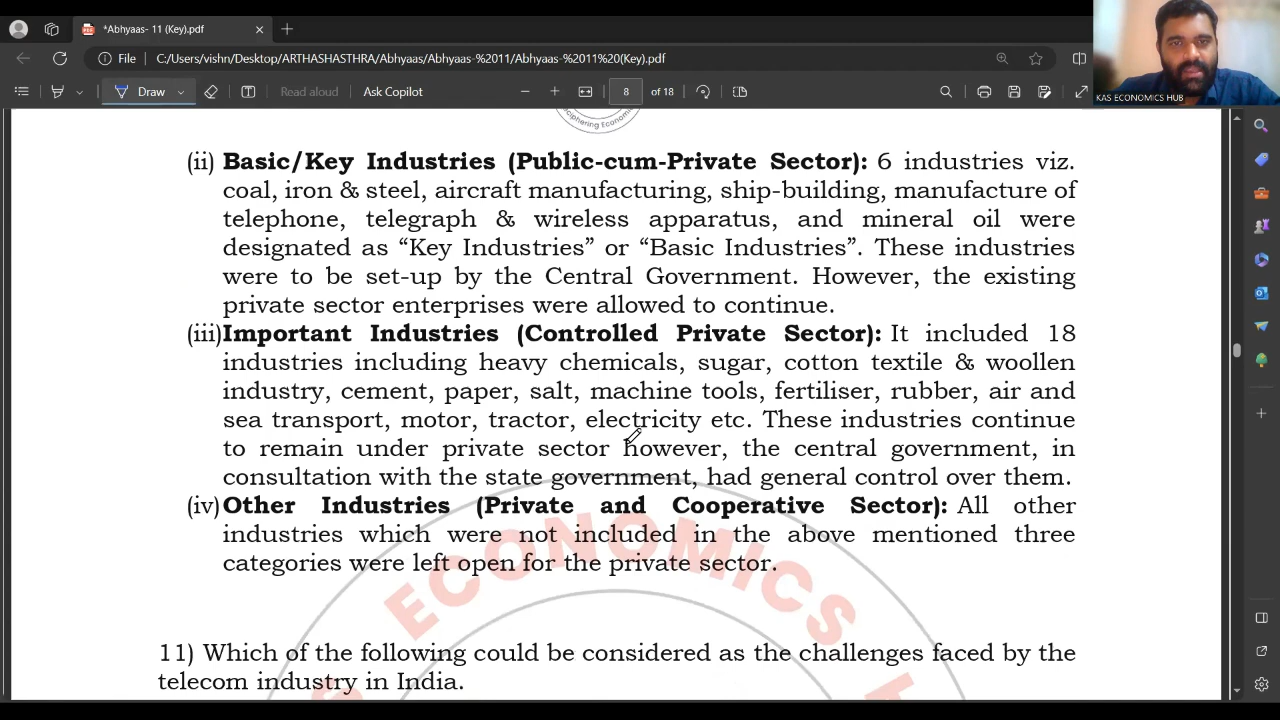 *Abhyaas- 11 (Key).pdf
File C:/Users/vishn/Desktop/ARTHASHASTHRA/Abhyaas/Abhyaas-%2011/Abhyaas-%2011%20(Key).pdf
Draw Read aloud Ask Copilot 8 of 18
KAS ECONOMICS HUB
(ii) Basic/Key Industries (Public-cum-Private Sector): 6 industries viz.
coal, iron & steel, aircraft manufacturing, ship-building, manufacture of
telephone, telegraph & wireless apparatus, and mineral oil were
designated as “Key Industries” or “Basic Industries”. These industries
were to be set-up by the Central Government. However, the existing
private sector enterprises were allowed to continue.
(iii)Important Industries (Controlled Private Sector): It included 18
industries including heavy chemicals, sugar, cotton textile & woollen
industry, cement, paper, salt, machine tools, fertiliser, rubber, air and
sea transport, motor, tractor, electricity etc. These industries continue
to remain under private sector however, the central government, in
consultation with the state government, had general control over them.
(iv)Other Industries (Private and Cooperative Sector): All other
industries which were not included in the above mentioned three
categories were left open for the private sector.
ECONOMICS
11) Which of the following could be considered as the challenges faced by the
telecom industry in India.